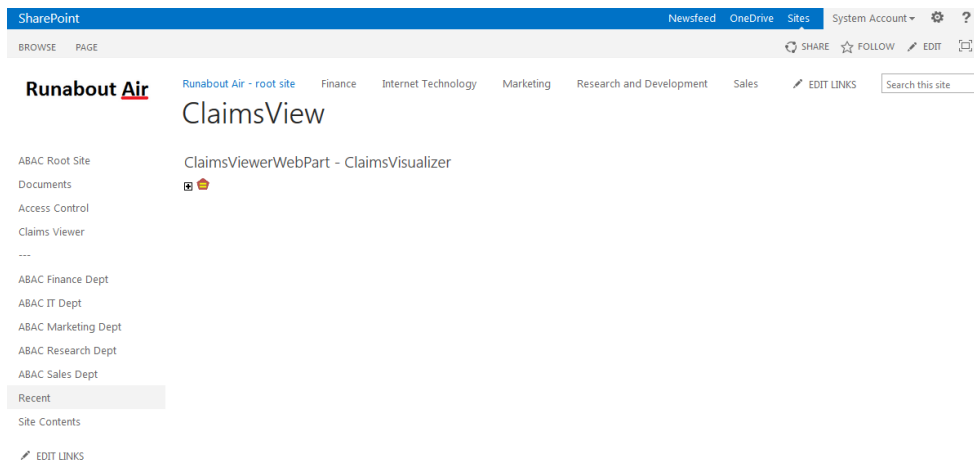 SharePoint
Newsfeed OneDrive Sites System Account ?
BROWSE PAGE
SHARE FOLLOW EDIT
Runabout Air
Runabout Air - root site Finance Internet Technology Marketing Research and Development Sales EDIT LINKS Search this site
ClaimsView
ABAC Root Site
Documents
Access Control
Claims Viewer
---
ABAC Finance Dept
ABAC IT Dept
ABAC Marketing Dept
ABAC Research Dept
ABAC Sales Dept
Recent
Site Contents
EDIT LINKS
ClaimsViewerWebPart - ClaimsVisualizer